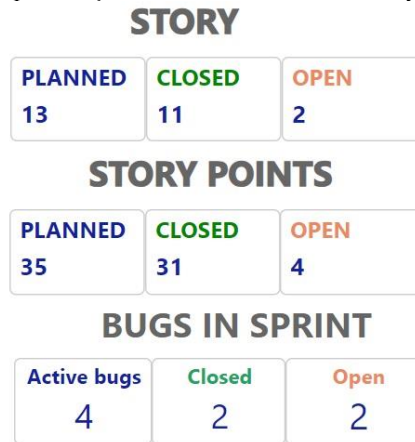 STORY
PLANNED CLOSED OPEN
13 11 2
STORY POINTS
PLANNED CLOSED OPEN
35 31 4
BUGS IN SPRINT
Active bugs Closed Open
4 2 2